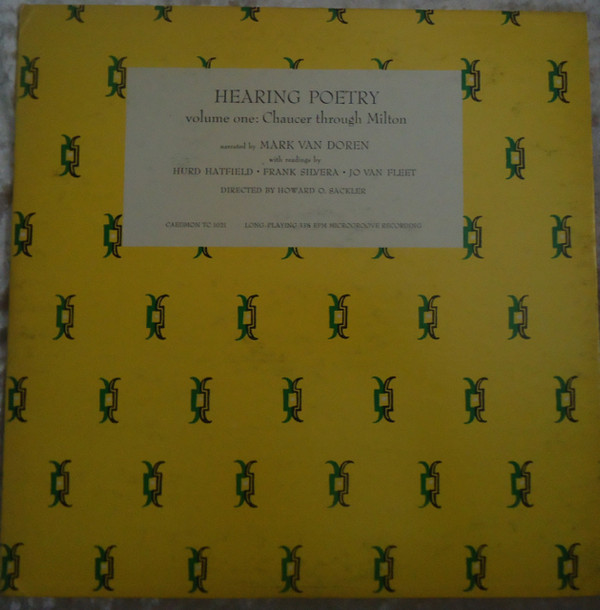 HEARING POETRY
volume one: Chaucer through Milton
narrated by MARK VAN DOREN
with readings by
HURD HATFIELD • FRANK SILVERA • JO VAN FLEET
DIRECTED BY HOWARD O. SACKLER
CAEDMON TC LONG-PLAYING 33⅓ RPM MICROGROOVE RECORDING